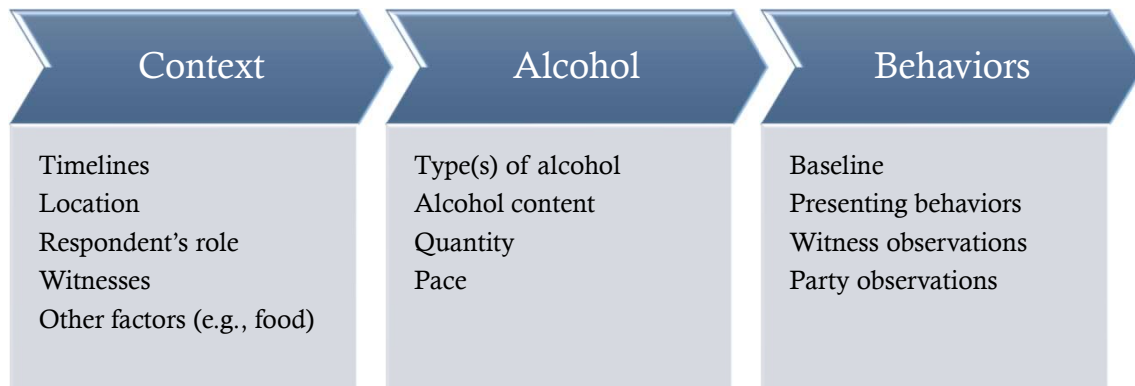 Context
Timelines
Location
Respondent's role
Witnesses
Other factors (e.g., food)
Alcohol
Type(s) of alcohol
Alcohol content
Quantity
Pace
Behaviors
Baseline
Presenting behaviors
Witness observations
Party observations